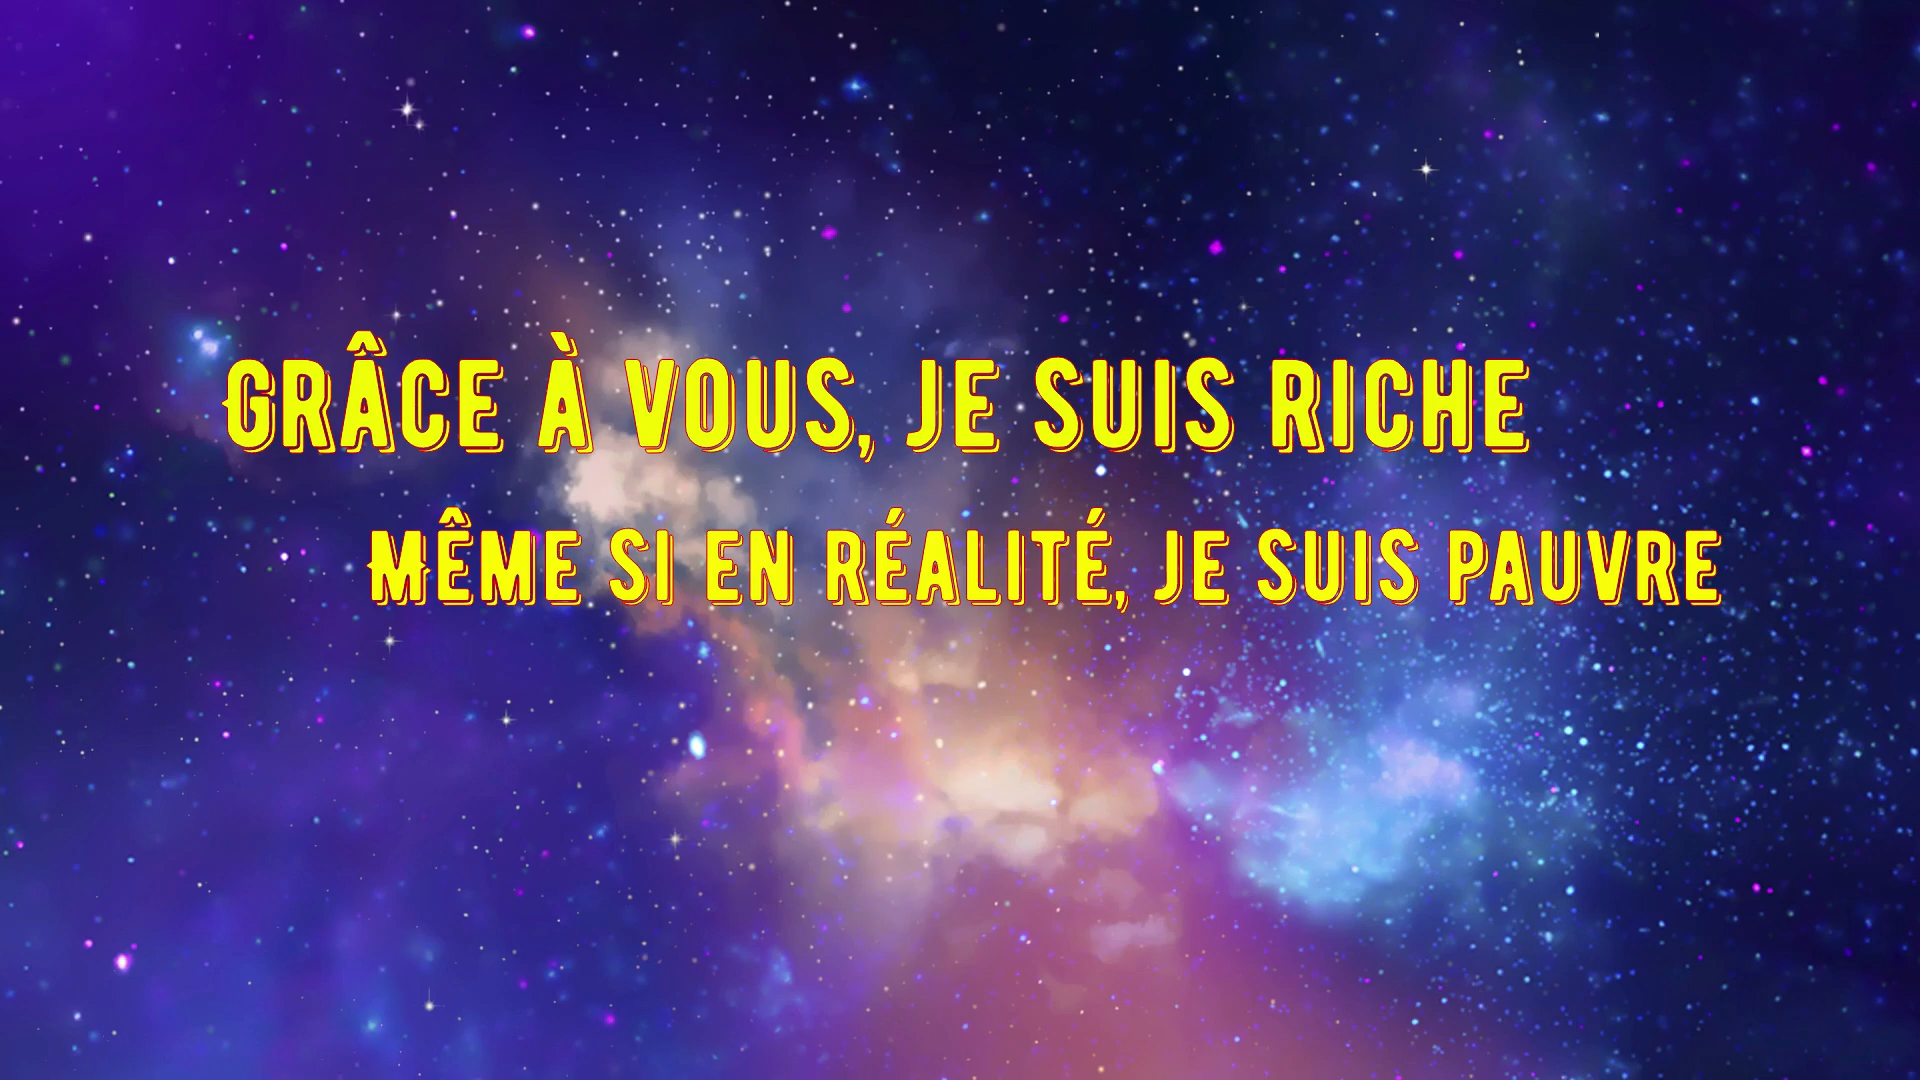 GRÂCE À VOUS, JE SUIS RICHE
MÊME SI EN RÉALITÉ, JE SUIS PAUVRE